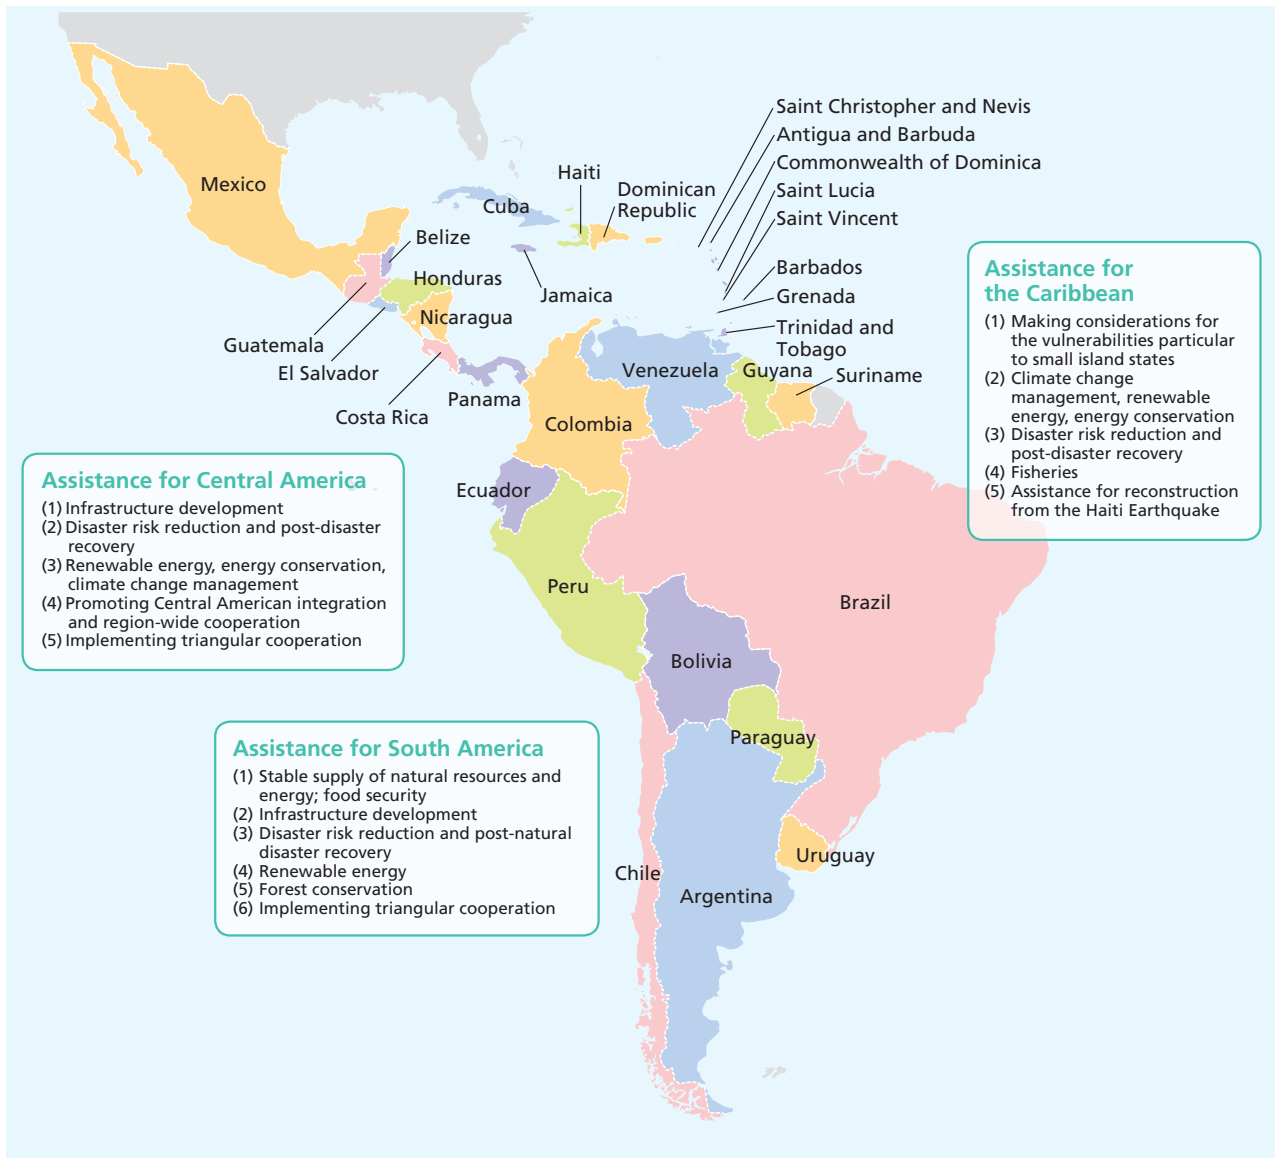 Saint Christopher and Nevis
Antigua and Barbuda
Commonwealth of Dominica
Saint Lucia
Saint Vincent
Haiti
Dominican
Republic
Mexico
Cuba
Belize
Honduras
Jamaica
Nicaragua
Guatemala
El Salvador
Costa Rica
Panama
Barbados
Grenada
Trinidad and
Tobago
Venezuela
Guyana
Suriname
Colombia
Ecuador
Peru
Brazil
Bolivia
Paraguay
Uruguay
Chile
Argentina
Assistance for
the Caribbean
(1) Making considerations for
the vulnerabilities particular
to small island states
(2) Climate change
management, renewable
energy, energy conservation
(3) Disaster risk reduction and
post-disaster recovery
(4) Fisheries
(5) Assistance for reconstruction
from the Haiti Earthquake
Assistance for Central America
(1) Infrastructure development
(2) Disaster risk reduction and post-disaster
recovery
(3) Renewable energy, energy conservation,
climate change management
(4) Promoting Central American integration
and region-wide cooperation
(5) Implementing triangular cooperation
Assistance for South America
(1) Stable supply of natural resources and
energy; food security
(2) Infrastructure development
(3) Disaster risk reduction and post-natural
disaster recovery
(4) Renewable energy
(5) Forest conservation
(6) Implementing triangular cooperation